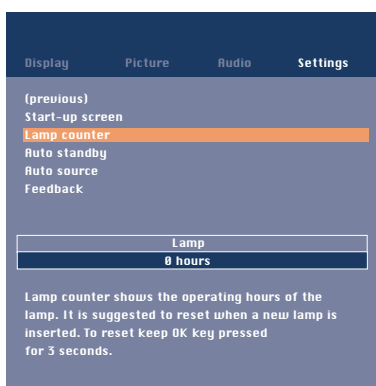 Display Picture Audio Settings
(previous)
Start-up screen
Lamp counter
Auto standby
Auto source
Feedback
Lamp
0 hours
Lamp counter shows the operating hours of the
lamp. It is suggested to reset when a new lamp is
inserted. To reset keep OK key pressed
for 3 seconds.